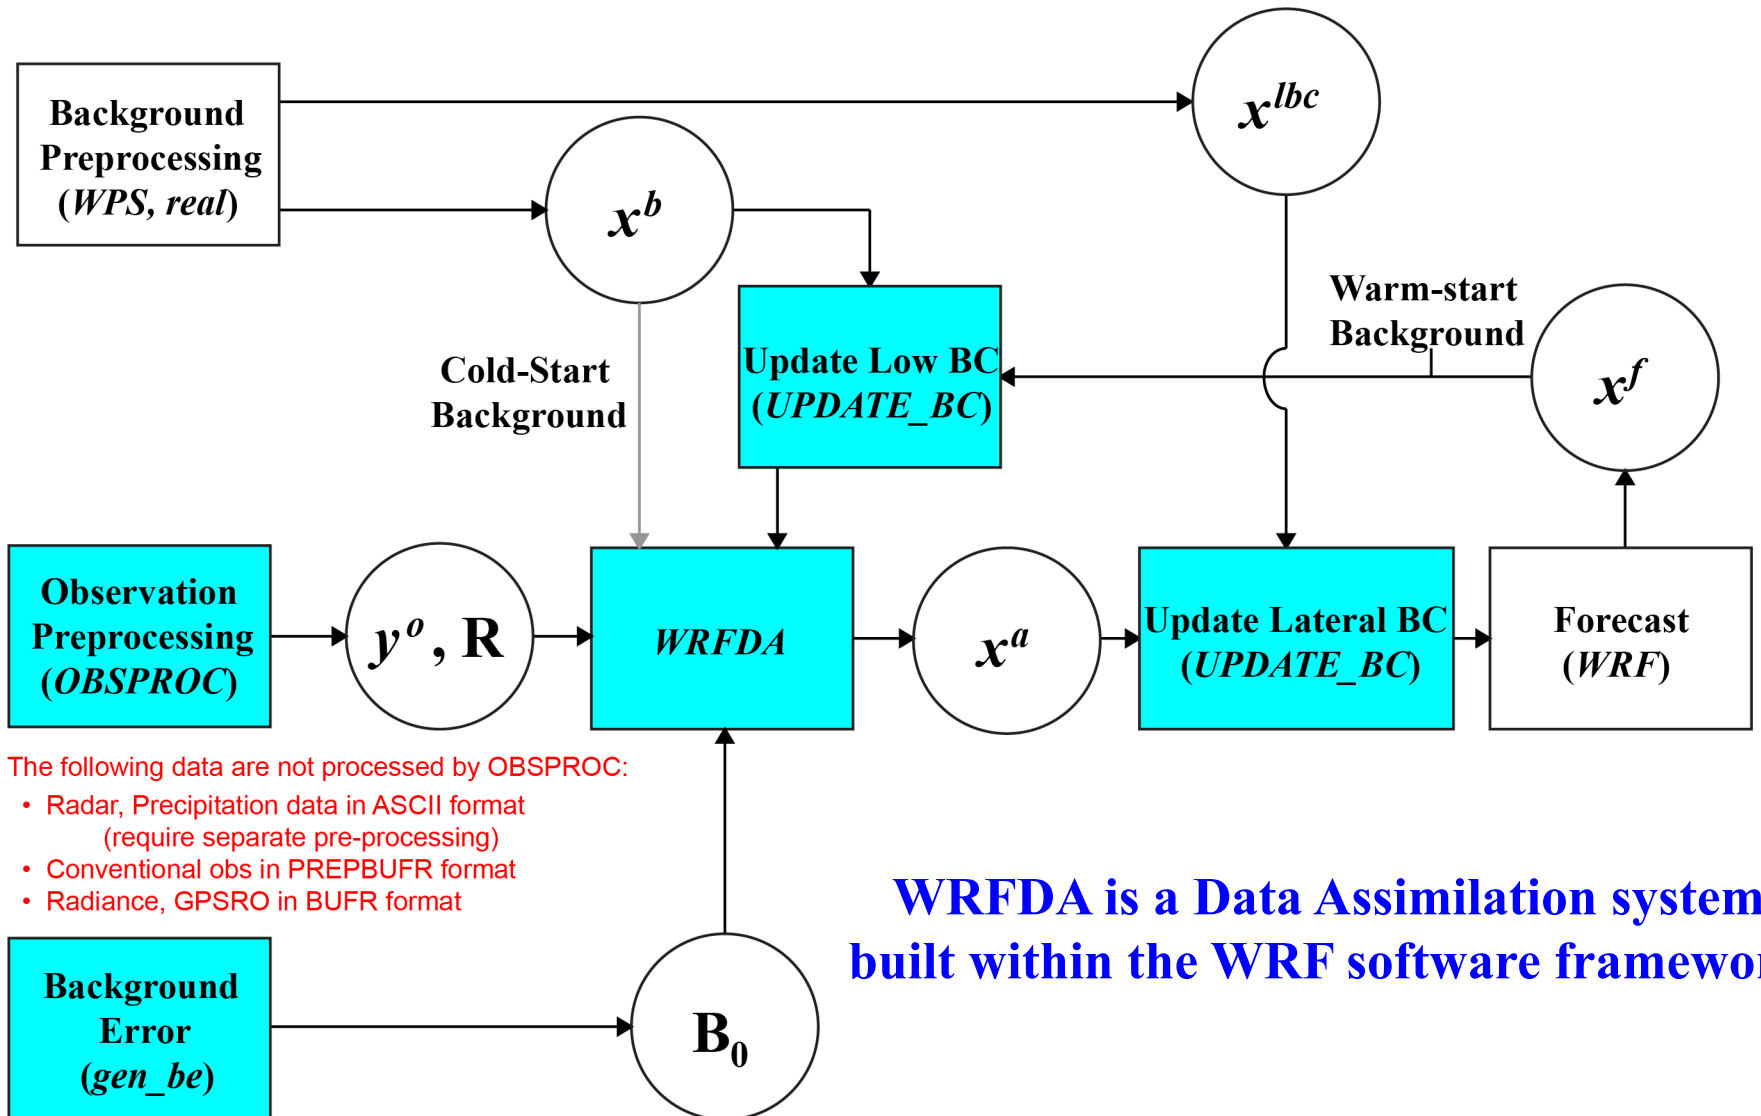 Background
Preprocessing
(WPS, real)
x^b
x^lbc
Cold-Start
Background
Update Low BC
(UPDATE_BC)
Warm-start
Background
x^f
Observation
Preprocessing
(OBSPROC)
y^o, R
WRFDA
x^a
Update Lateral BC
(UPDATE_BC)
Forecast
(WRF)
The following data are not processed by OBSPROC:
• Radar, Precipitation data in ASCII format
(require separate pre-processing)
• Conventional obs in PREPBUFR format
• Radiance, GPSRO in BUFR format
Background
Error
(gen_be)
B_0
WRFDA is a Data Assimilation system
built within the WRF software